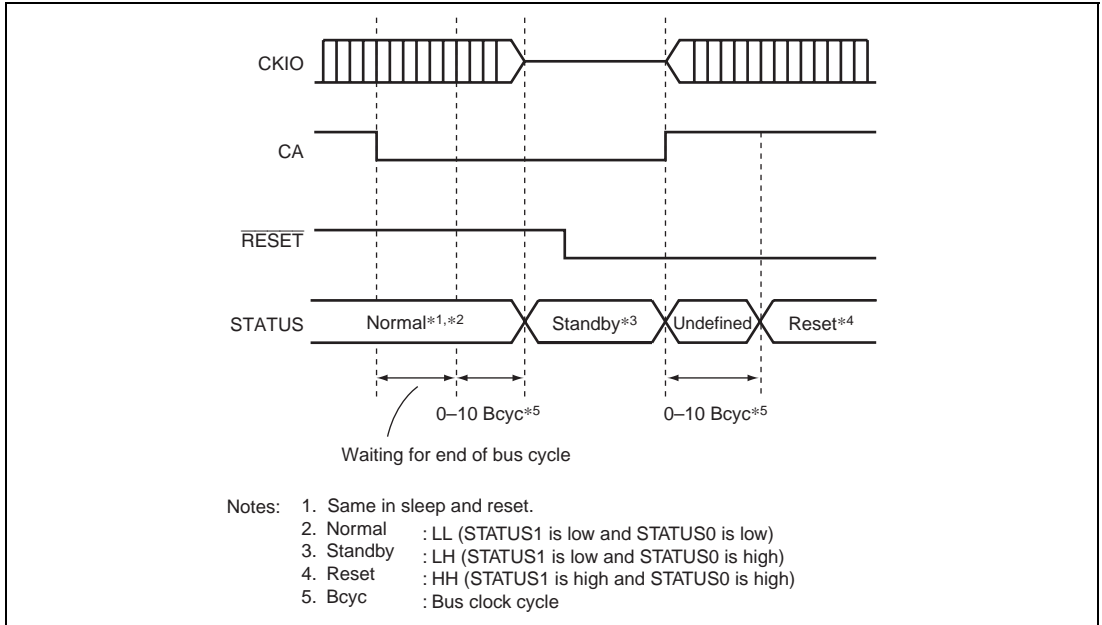 CKIO
CA
RESET
STATUS Normal*1,*2 Standby*3 Undefined Reset*4
0–10 Bcyc*5 0–10 Bcyc*5
Waiting for end of bus cycle
Notes: 1. Same in sleep and reset.
2. Normal : LL (STATUS1 is low and STATUS0 is low)
3. Standby : LH (STATUS1 is low and STATUS0 is high)
4. Reset : HH (STATUS1 is high and STATUS0 is high)
5. Bcyc : Bus clock cycle